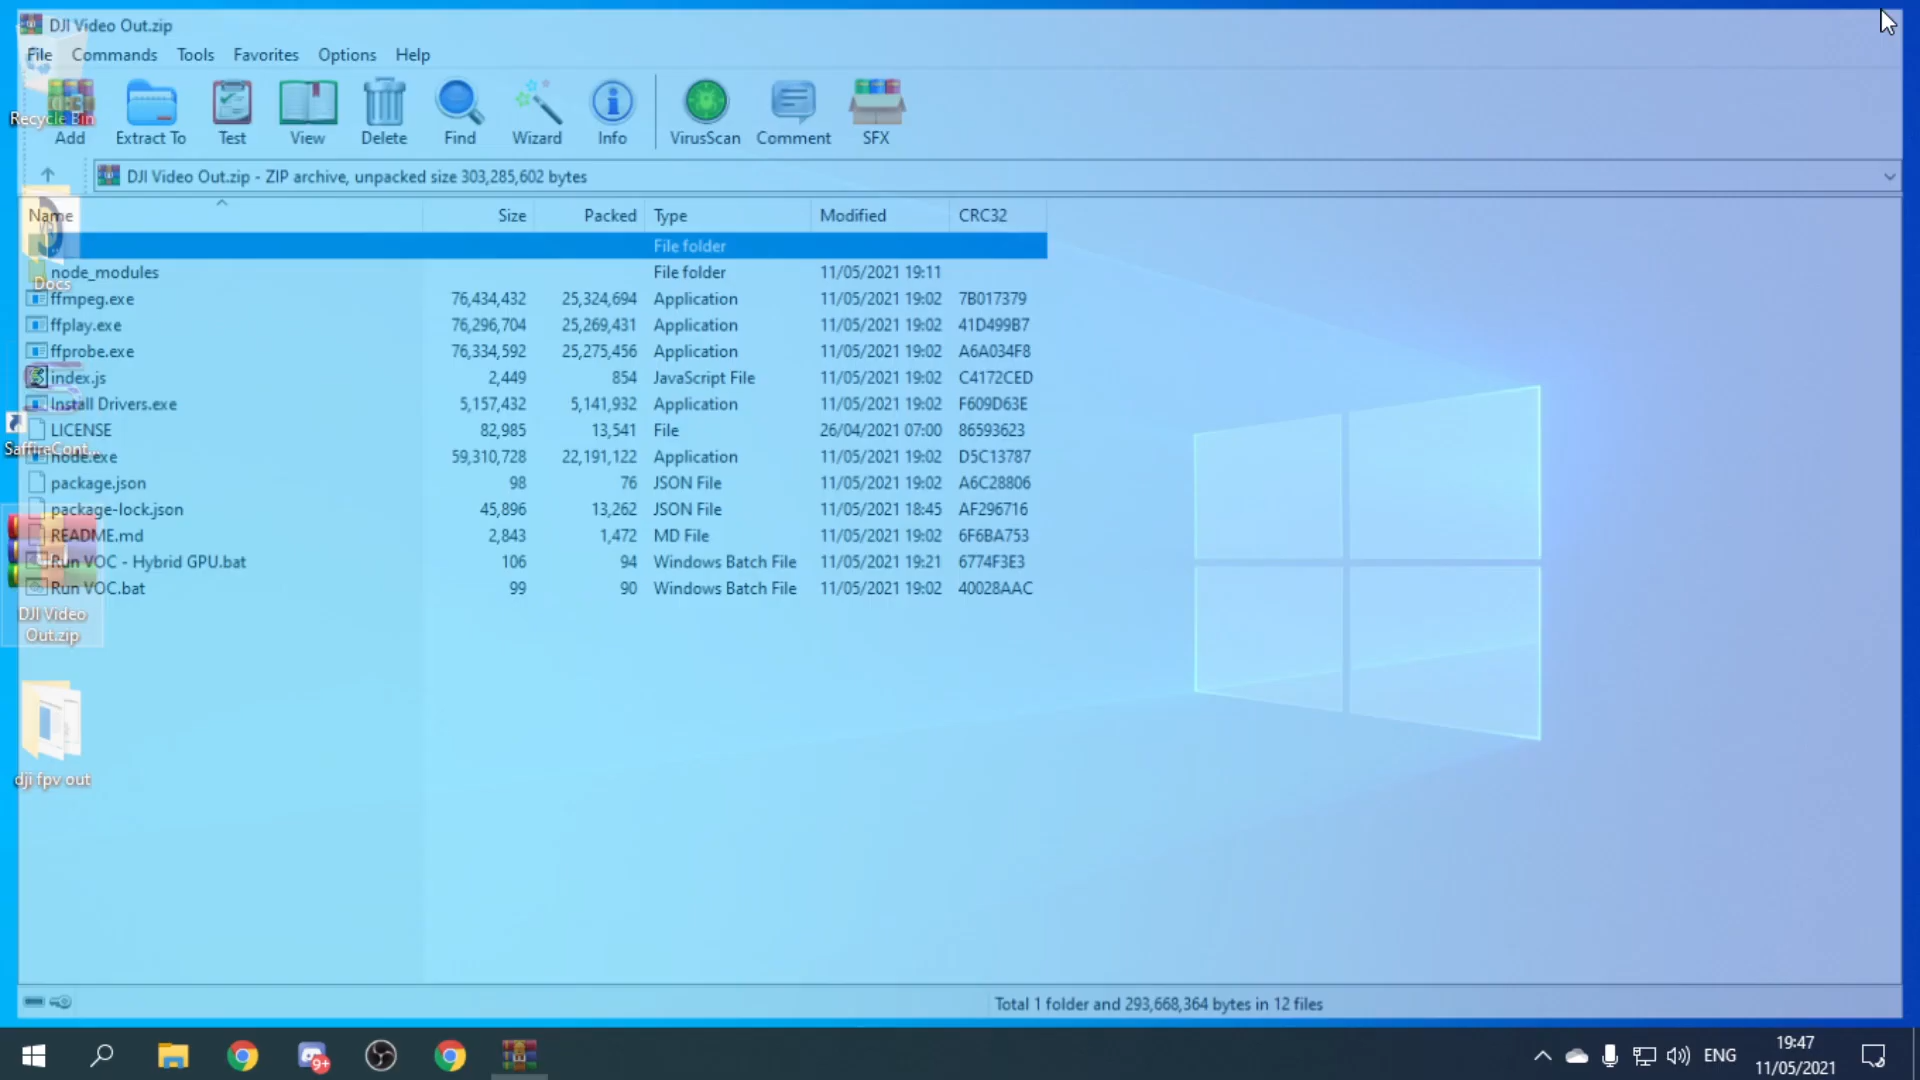 DJI Video Out.zip
File Commands Tools Favorites Options Help
Add Extract To Test View Delete Find Wizard Info VirusScan Comment SFX
Recycle Bin
DJI Video Out.zip - ZIP archive, unpacked size 303,285,602 bytes
Name Size Packed Type Modified CRC32
File folder
node_modules File folder 11/05/2021 19:11
Docs
ffmpeg.exe 76,434,432 25,324,694 Application 11/05/2021 19:02 7B017379
ffplay.exe 76,296,704 25,269,431 Application 11/05/2021 19:02 41D499B7
ffprobe.exe 76,334,592 25,275,456 Application 11/05/2021 19:02 A6A034F8
index.js 2,449 854 JavaScript File 11/05/2021 19:02 C4172CED
Install Drivers.exe 5,157,432 5,141,932 Application 11/05/2021 19:02 F609D63E
LICENSE 82,985 13,541 File 26/04/2021 07:00 86593623
SaffireCont...
node.exe 59,310,728 22,191,122 Application 11/05/2021 19:02 D5C13787
package.json 98 76 JSON File 11/05/2021 19:02 A6C28806
package-lock.json 45,896 13,262 JSON File 11/05/2021 18:45 AF296716
README.md 2,843 1,472 MD File 11/05/2021 19:02 6F6BA753
Run VOC - Hybrid GPU.bat 106 94 Windows Batch File 11/05/2021 19:21 6774F3E3
Run VOC.bat 99 90 Windows Batch File 11/05/2021 19:02 40028AAC
DJI Video
Out.zip
dji fpv out
Total 1 folder and 293,668,364 bytes in 12 files
9+
ENG
19:47
11/05/2021